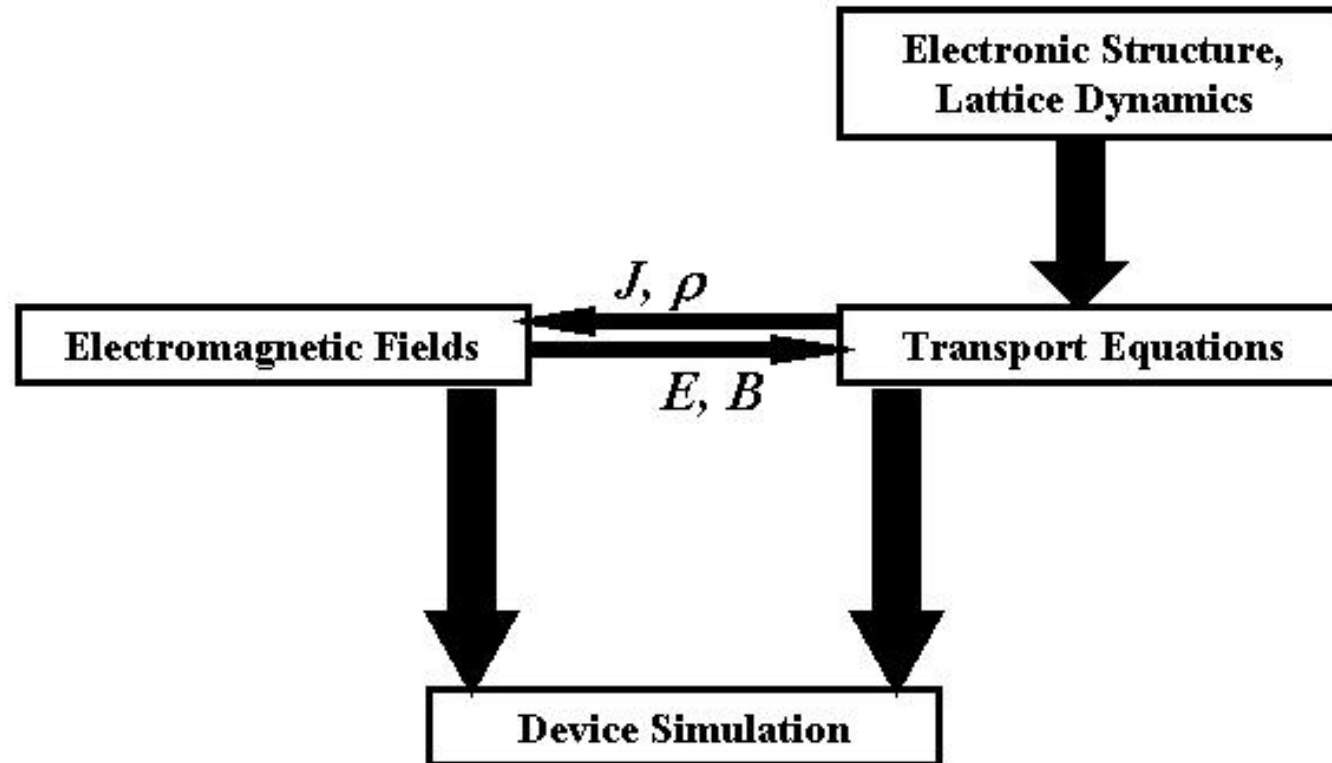 Electronic Structure,
Lattice Dynamics
J, ρ
Electromagnetic Fields
Transport Equations
E, B
Device Simulation